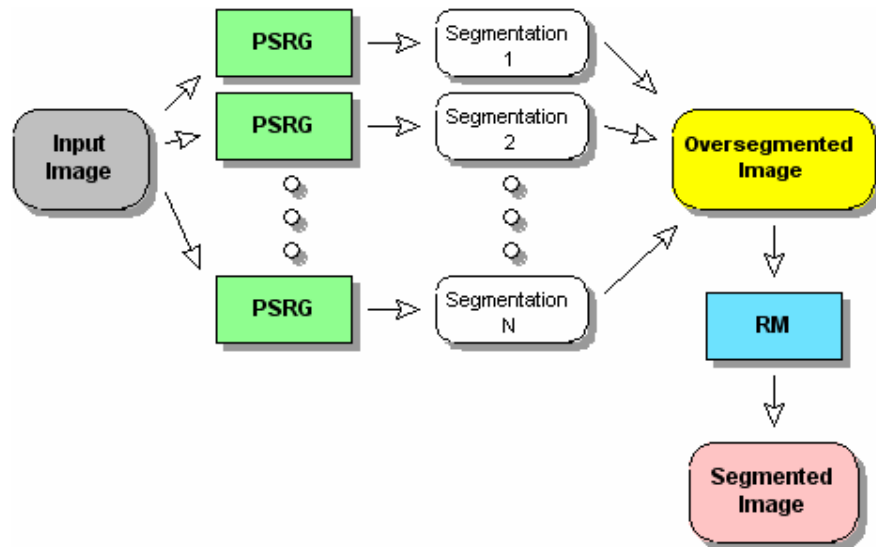 PSRG
Segmentation
1
Input
Image
PSRG
Segmentation
2
Oversegmented
Image
PSRG
Segmentation
N
RM
Segmented
Image